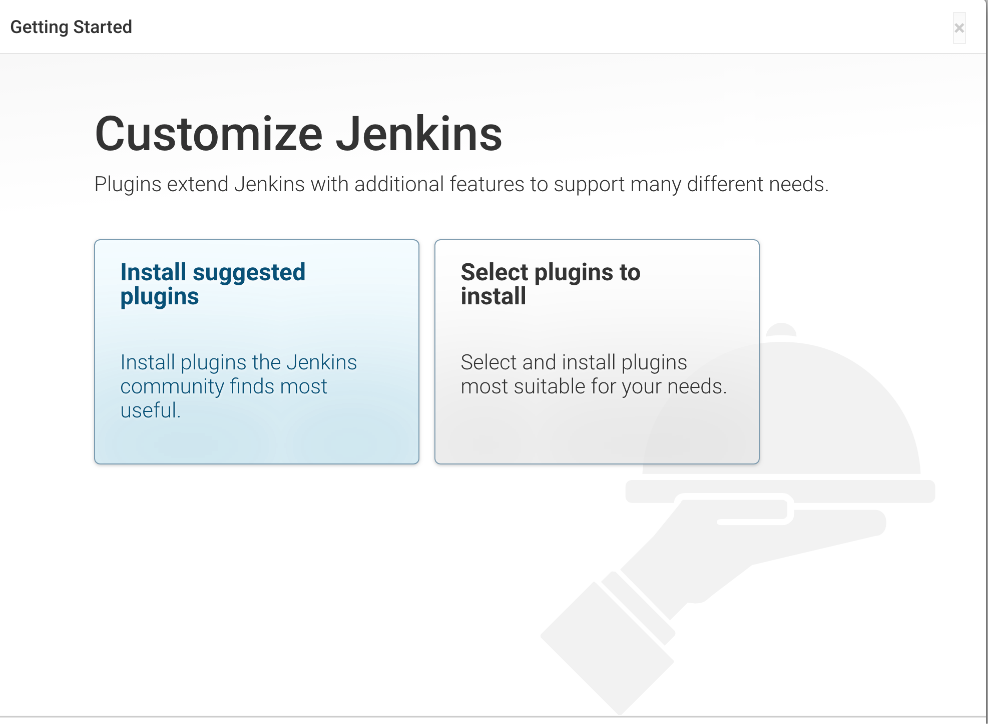 Getting Started
×
Customize Jenkins
Plugins extend Jenkins with additional features to support many different needs.
Install suggested
plugins
Install plugins the Jenkins
community finds most
useful.
Select plugins to
install
Select and install plugins
most suitable for your needs.